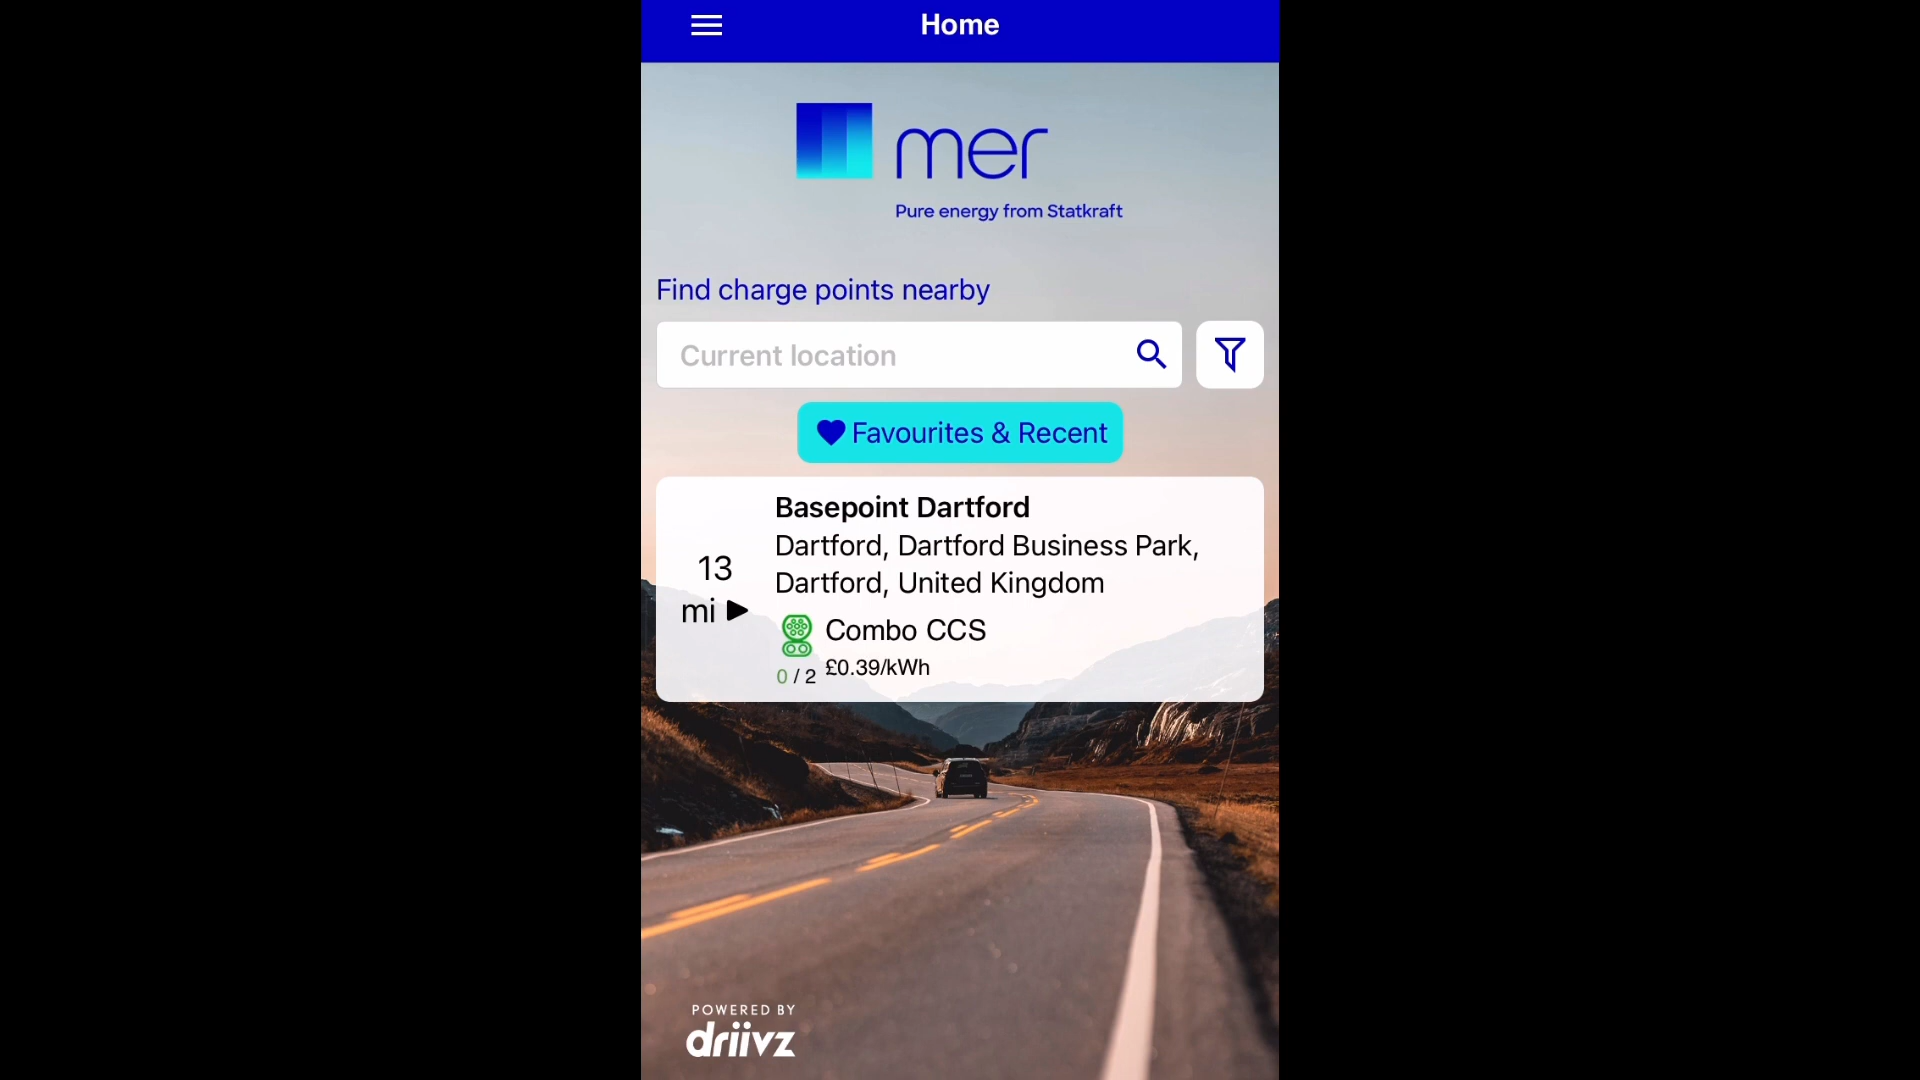 Home
mer
Pure energy from Statkraft
Find charge points nearby
Current location
Favourites & Recent
Basepoint Dartford
Dartford, Dartford Business Park,
Dartford, United Kingdom
13
mi
Combo CCS
£0.39/kWh
0 / 2
POWERED BY
driivz